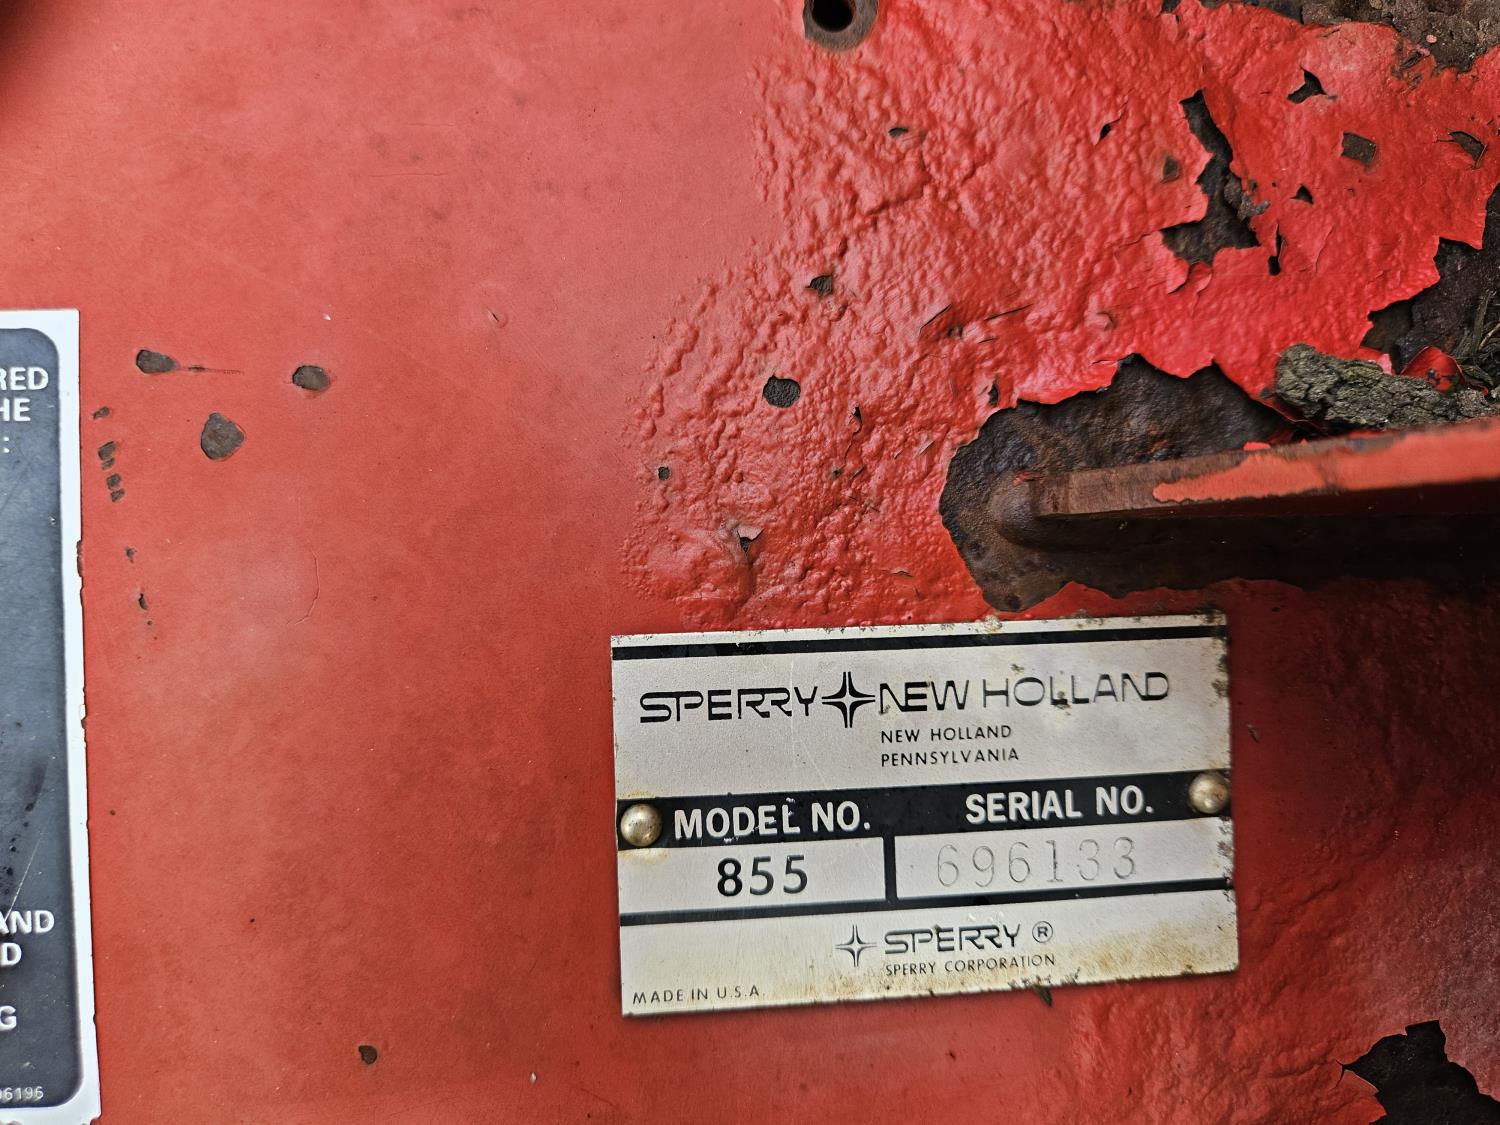 RED
HE
:
AND
D
G
06195
SPERRY NEW HOLLAND
NEW HOLLAND
PENNSYLVANIA
MODEL NO. SERIAL NO.
855 696133
SPERRY ®
SPERRY CORPORATION
MADE IN U.S.A.